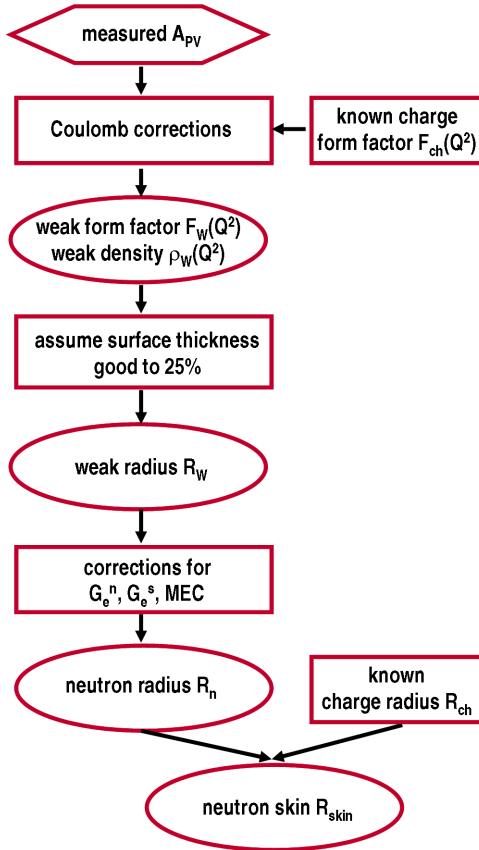 measured A_PV
Coulomb corrections
known charge
form factor F_ch(Q²)
weak form factor F_W(Q²)
weak density ρ_W(Q²)
assume surface thickness
good to 25%
weak radius R_W
corrections for
G_e^n, G_e^s, MEC
neutron radius R_n
known
charge radius R_ch
neutron skin R_skin